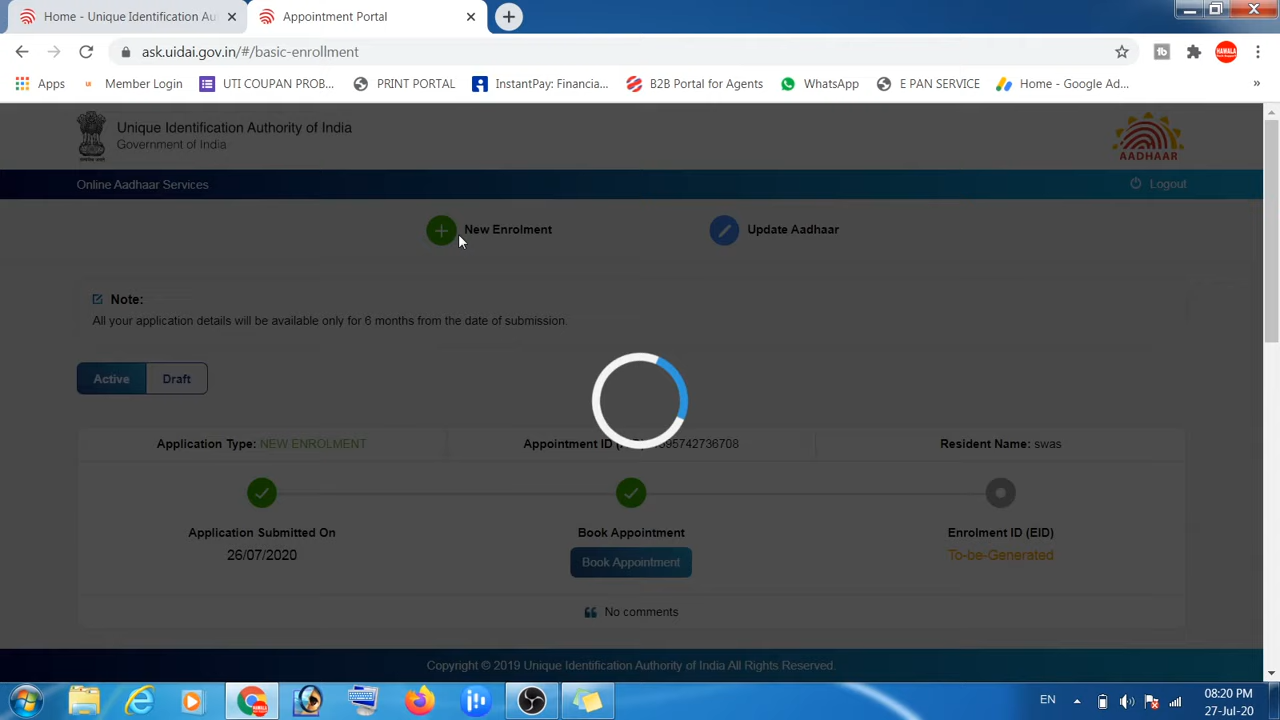 Home - Unique Identification Au
Appointment Portal
ask.uidai.gov.in/#/basic-enrollment
HAWALA
Apps
Member Login
UTI COUPAN PROB...
PRINT PORTAL
InstantPay: Financia...
B2B Portal for Agents
WhatsApp
E PAN SERVICE
Home - Google Ad...
Unique Identification Authority of India
Government of India
AADHAAR
Online Aadhaar Services
Logout
New Enrolment
Update Aadhaar
Note:
All your application details will be available only for 6 months from the date of submission.
Active
Draft
Application Type: NEW ENROLMENT
Appointment ID
95742736708
Resident Name: swas
Application Submitted On
26/07/2020
Book Appointment
Book Appointment
Enrolment ID (EID)
To-be-Generated
No comments
Copyright © 2019 Unique Identification Authority of India All Rights Reserved.
EN
08:20 PM
27-Jul-20